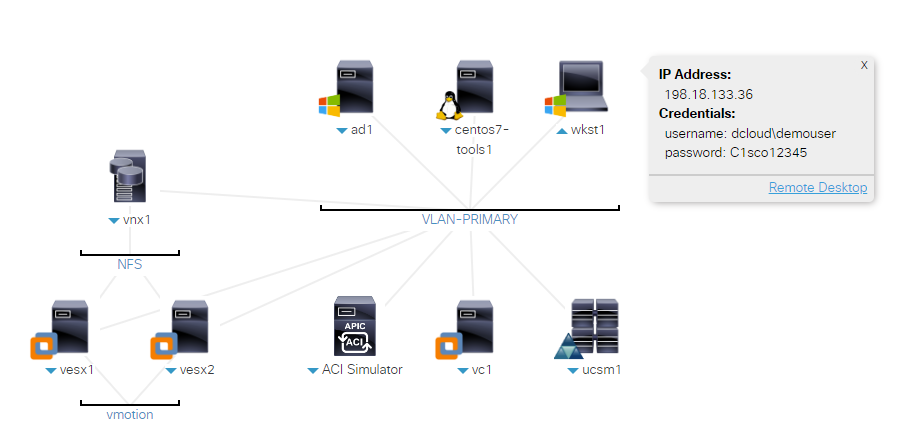 ad1
centos7-
tools1
wkst1
X
IP Address:
198.18.133.36
Credentials:
username: dcloud\demouser
password: C1sco12345
Remote Desktop
vnx1
VLAN-PRIMARY
NFS
vesx1
vesx2
APIC
ACI
ACI Simulator
vc1
ucsm1
vmotion